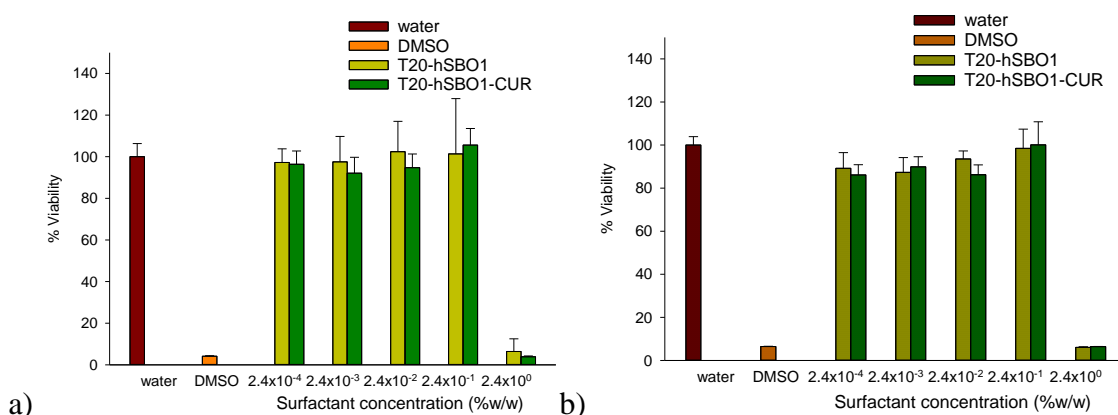 water
DMSO
T20-hSBO1
T20-hSBO1-CUR
140
120
100
80
60
40
20
0
% Viability
water DMSO 2.4x10⁻⁴ 2.4x10⁻³ 2.4x10⁻² 2.4x10⁻¹ 2.4x10⁰
Surfactant concentration (%w/w)
a)
water
DMSO
T20-hSBO1
T20-hSBO1-CUR
140
120
100
80
60
40
20
0
% Viability
water DMSO 2.4x10⁻⁴ 2.4x10⁻³ 2.4x10⁻² 2.4x10⁻¹ 2.4x10⁰
Surfactant concentration (%w/w)
b)